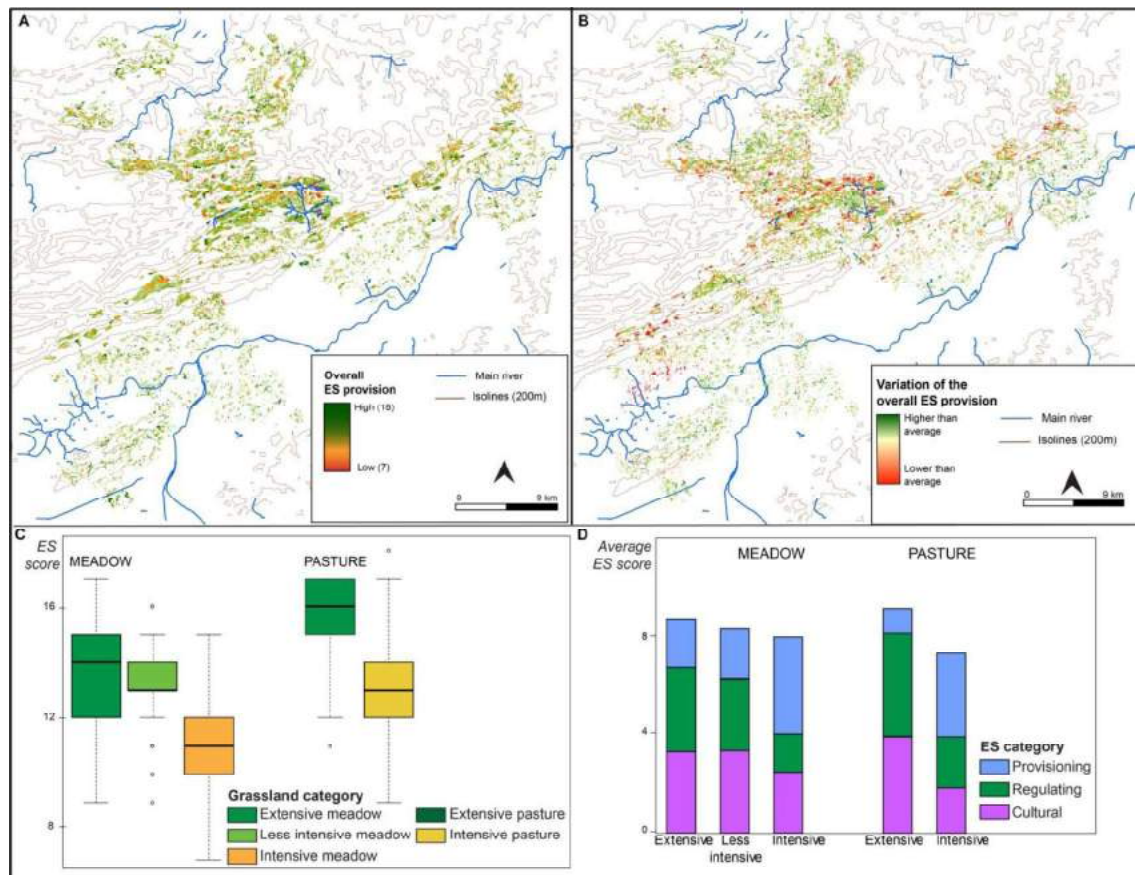 A
Overall
ES provision
High (18)
Low (7)
Main river
Isolines (200m)
0 9 km
B
Variation of the
overall ES provision
Higher than
average
Lower than
average
Main river
Isolines (200m)
0 9 km
C
ES
score
MEADOW
PASTURE
16
12
8
Grassland category
Extensive meadow
Less intensive meadow
Intensive meadow
Extensive pasture
Intensive pasture
D
Average
ES score
MEADOW
PASTURE
8
4
0
ES category
Provisioning
Regulating
Cultural
Extensive
Less
intensive
Intensive
Extensive
Intensive